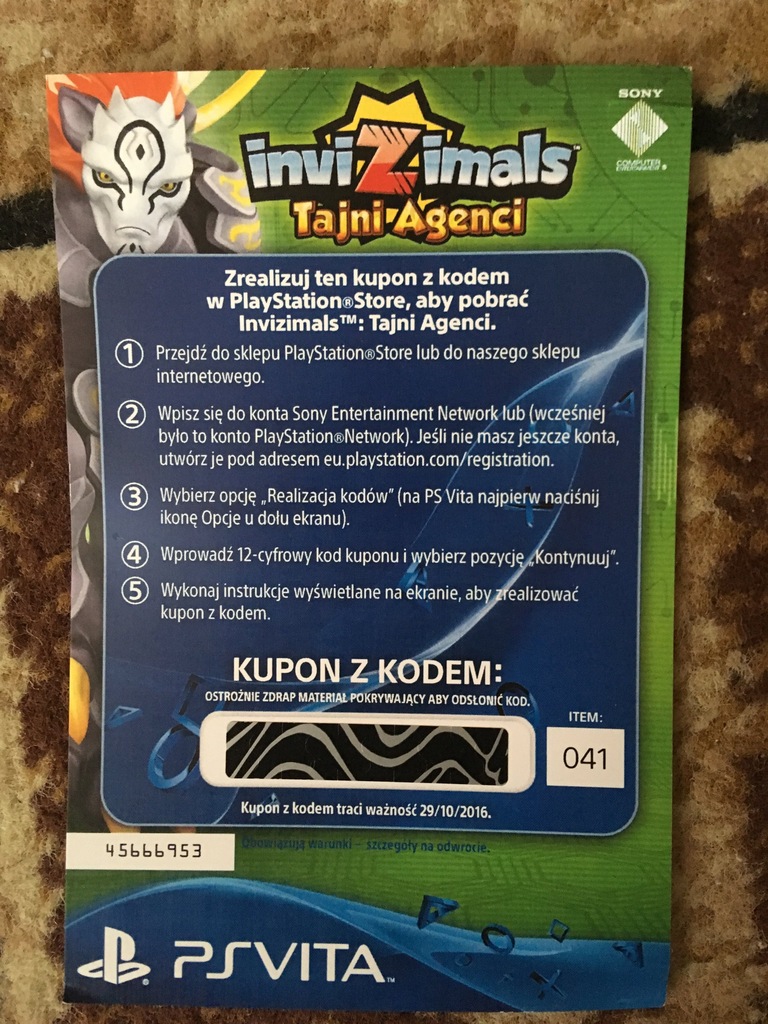 inviZimals™
Tajni Agenci
SONY
COMPUTER
ENTERTAINMENT®
Zrealizuj ten kupon z kodem
w PlayStation®Store, aby pobrać
Invizimals™: Tajni Agenci.
1 Przejdź do sklepu PlayStation®Store lub do naszego sklepu
internetowego.
2 Wpisz się do konta Sony Entertainment Network lub (wcześniej
było to konto PlayStation®Network). Jeśli nie masz jeszcze konta,
utwórz je pod adresem eu.playstation.com/registration.
3 Wybierz opcję „Realizacja kodów” (na PS Vita najpierw naciśnij
ikonę Opcje u dołu ekranu).
4 Wprowadź 12-cyfrowy kod kuponu i wybierz pozycję „Kontynuuj”.
5 Wykonaj instrukcje wyświetlane na ekranie, aby zrealizować
kupon z kodem.
KUPON Z KODEM:
OSTROŻNIE ZDRAP MATERIAŁ POKRYWAJĄCY ABY ODSŁONIĆ KOD.
ITEM:
041
Kupon z kodem traci ważność 29/10/2016.
45666953
Obowiązują warunki – szczegóły na odwrocie.
PSVITA™